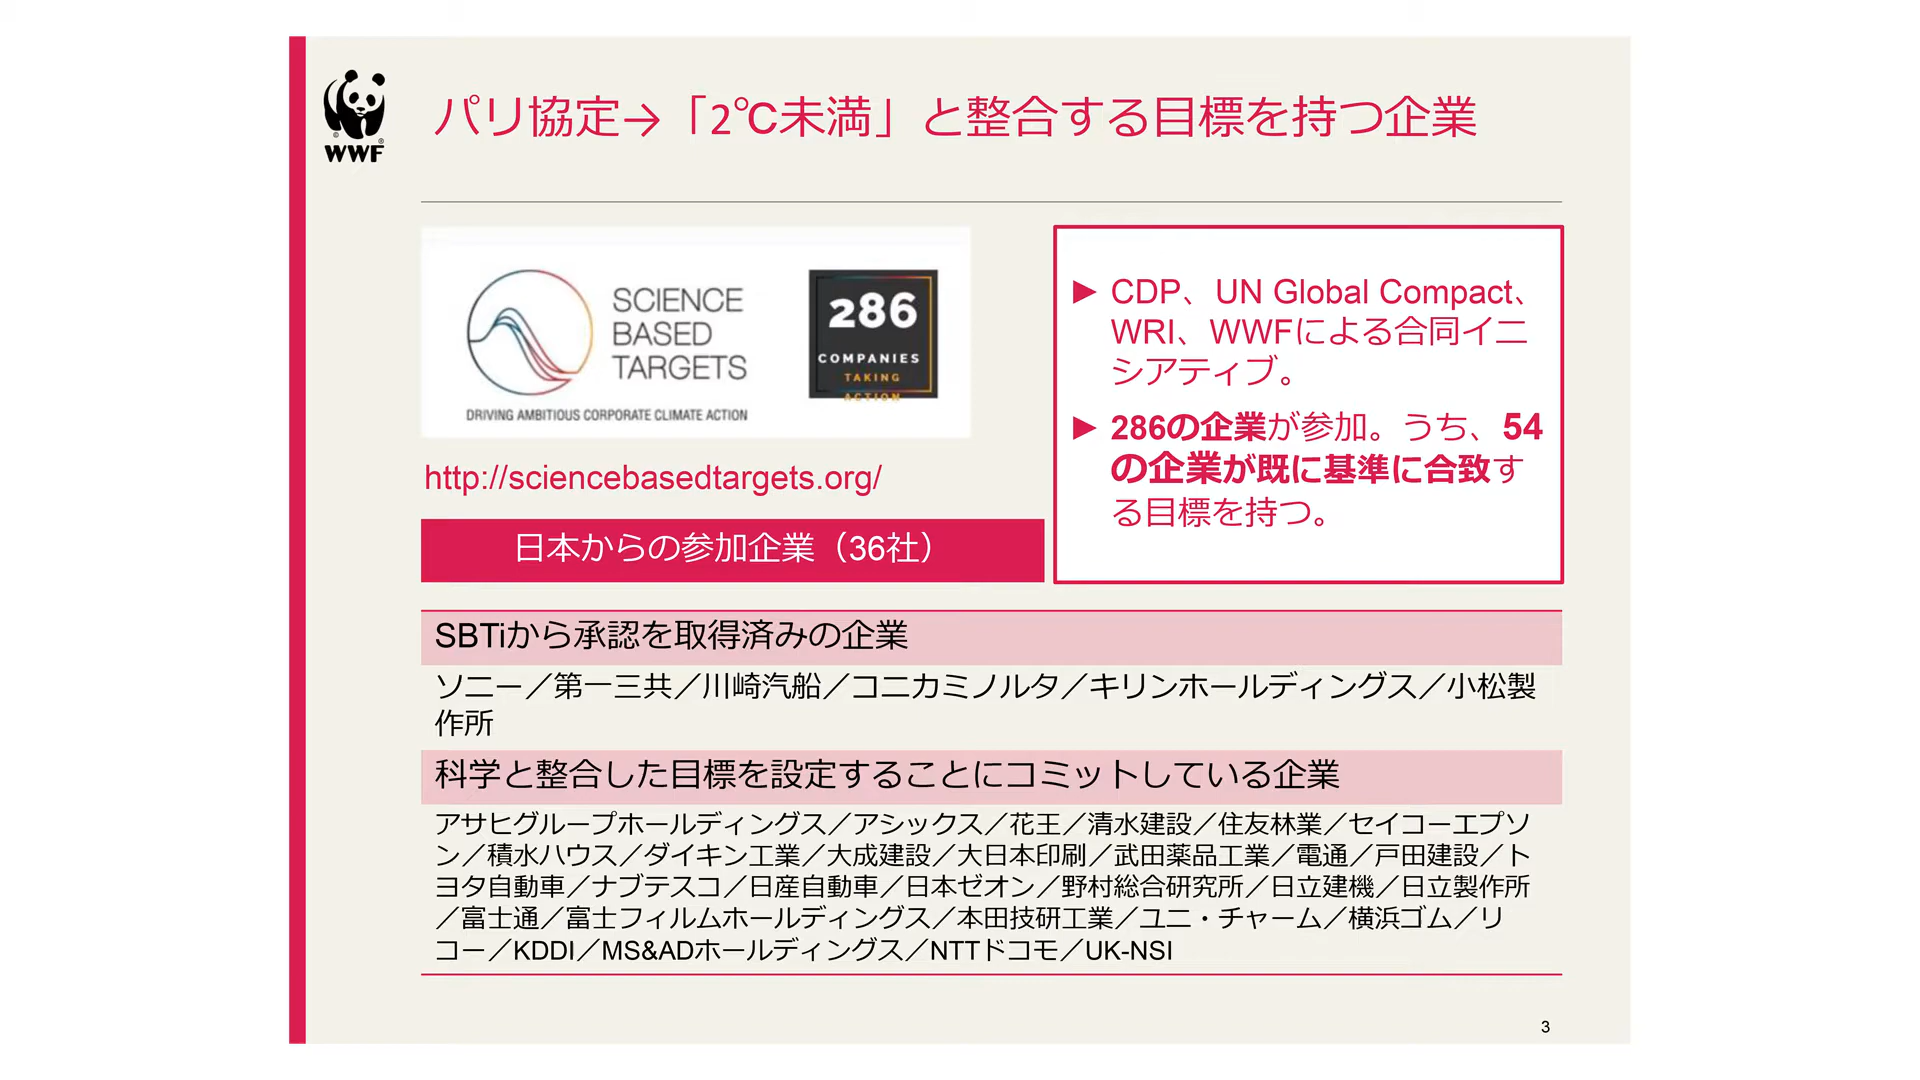 WWF
パリ協定→「2℃未満」と整合する目標を持つ企業
SCIENCE
BASED
TARGETS
DRIVING AMBITIOUS CORPORATE CLIMATE ACTION
286
COMPANIES
TAKING
ACTION
http://sciencebasedtargets.org/
日本からの参加企業（36社）
► CDP、UN Global Compact、
WRI、WWFによる合同イニ
シアティブ。
► 286の企業が参加。うち、54
の企業が既に基準に合致す
る目標を持つ。
SBTiから承認を取得済みの企業
ソニー／第一三共／川崎汽船／コニカミノルタ／キリンホールディングス／小松製
作所
科学と整合した目標を設定することにコミットしている企業
アサヒグループホールディングス／アシックス／花王／清水建設／住友林業／セイコーエプソ
ン／積水ハウス／ダイキン工業／大成建設／大日本印刷／武田薬品工業／電通／戸田建設／ト
ヨタ自動車／ナブテスコ／日産自動車／日本ゼオン／野村総合研究所／日立建機／日立製作所
／富士通／富士フィルムホールディングス／本田技研工業／ユニ・チャーム／横浜ゴム／リ
コー／KDDI／MS&ADホールディングス／NTTドコモ／UK-NSI
3